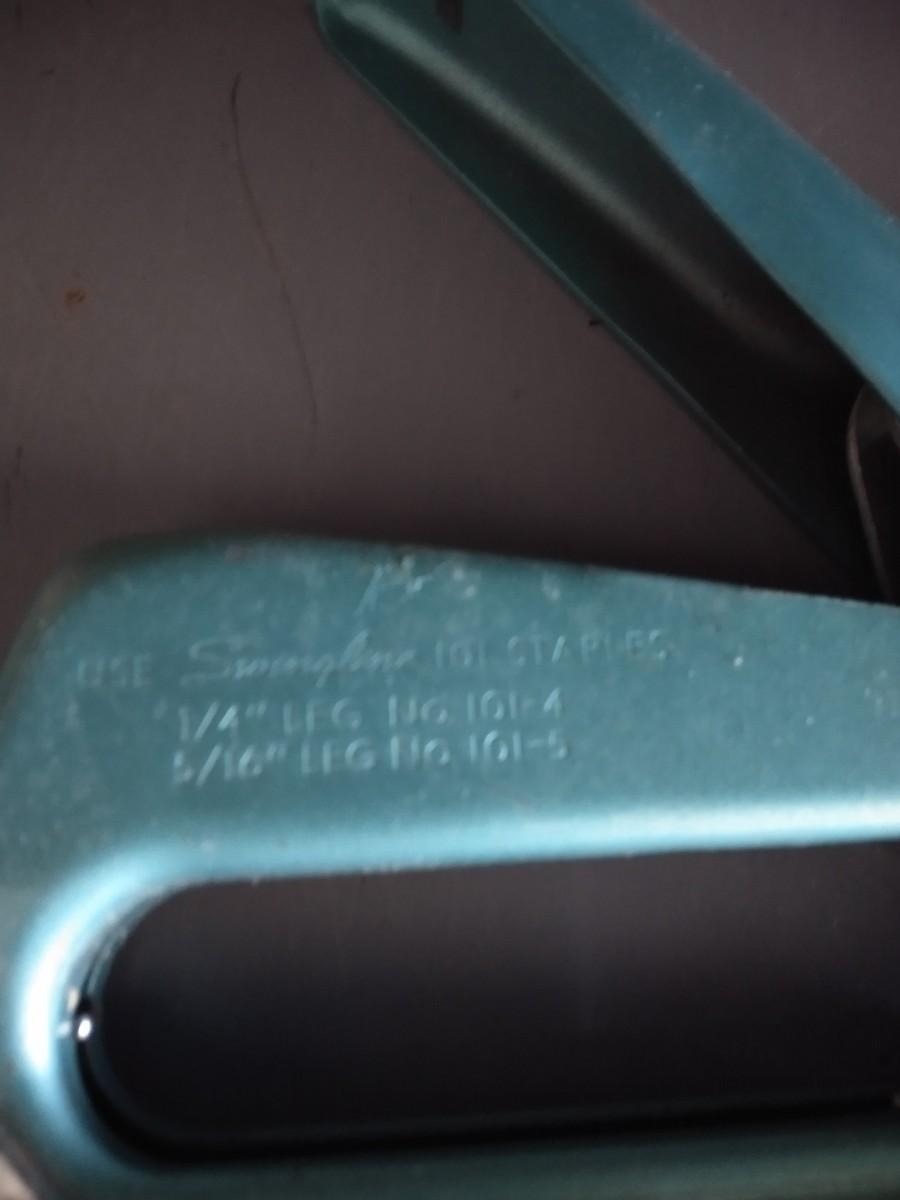 USE Swingline 101 STAPLES
1/4" LEG No. 101-4
5/16" LEG No. 101-5